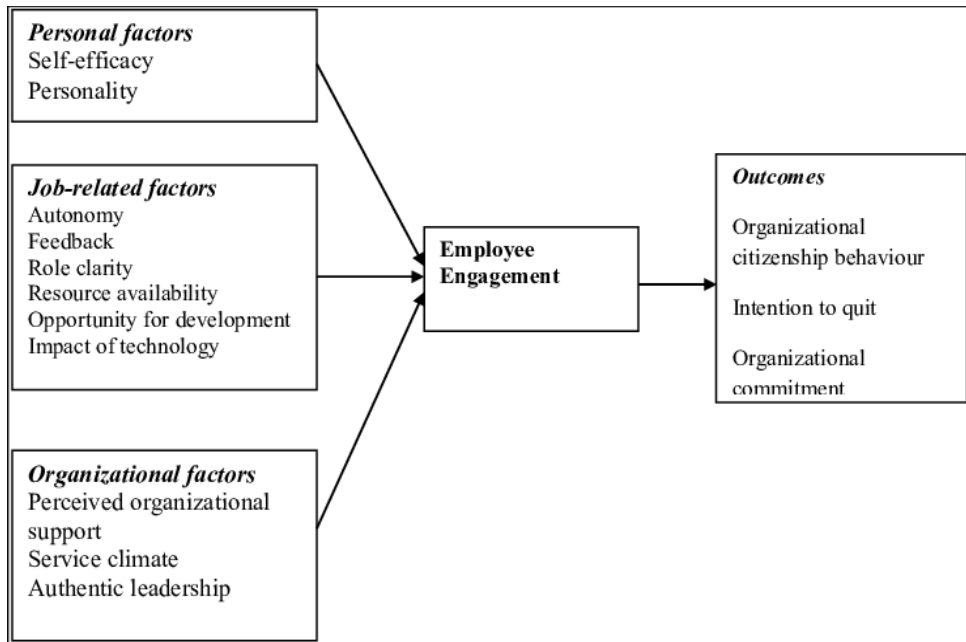 Personal factors
Self-efficacy
Personality
Job-related factors
Autonomy
Feedback
Role clarity
Resource availability
Opportunity for development
Impact of technology
Organizational factors
Perceived organizational
support
Service climate
Authentic leadership
Employee
Engagement
Outcomes
Organizational
citizenship behaviour
Intention to quit
Organizational
commitment